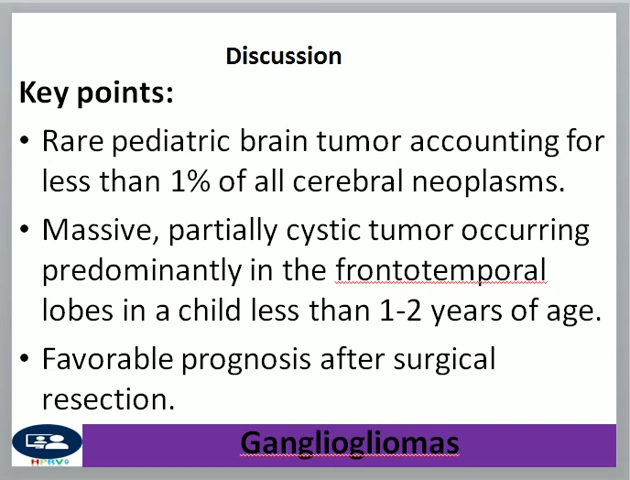 Discussion
Key points:
• Rare pediatric brain tumor accounting for
less than 1% of all cerebral neoplasms.
• Massive, partially cystic tumor occurring
predominantly in the frontotemporal
lobes in a child less than 1-2 years of age.
• Favorable prognosis after surgical
resection.
Gangliogliomas